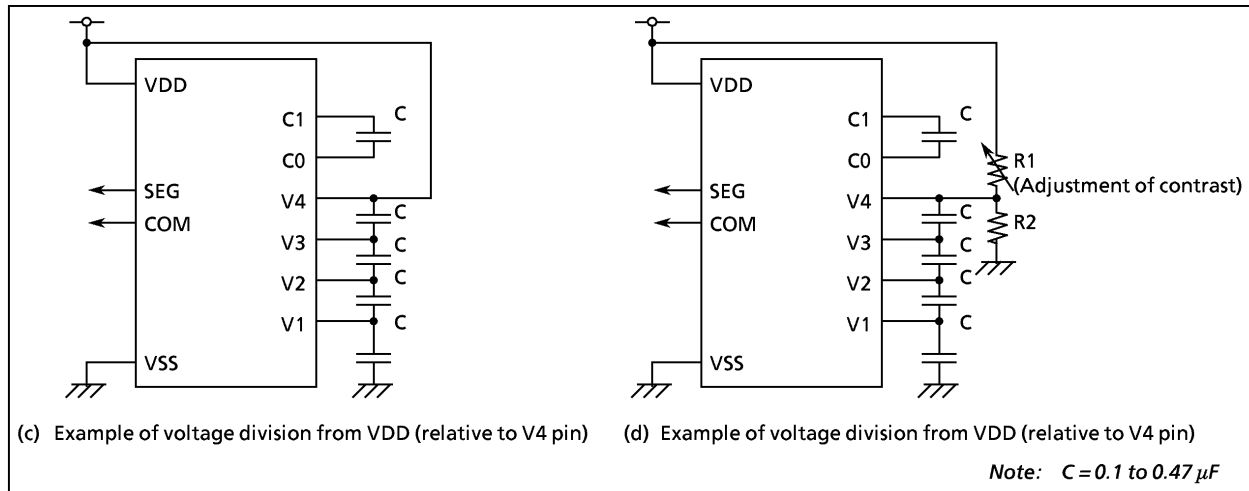 VDD
C1
C
C0
SEG
V4
COM
C
V3
C
V2
C
V1
C
VSS
(c) Example of voltage division from VDD (relative to V4 pin)
VDD
C1
C
C0
R1
(Adjustment of contrast)
SEG
V4
COM
C
R2
V3
C
V2
C
V1
C
VSS
(d) Example of voltage division from VDD (relative to V4 pin)
Note: C = 0.1 to 0.47 μF